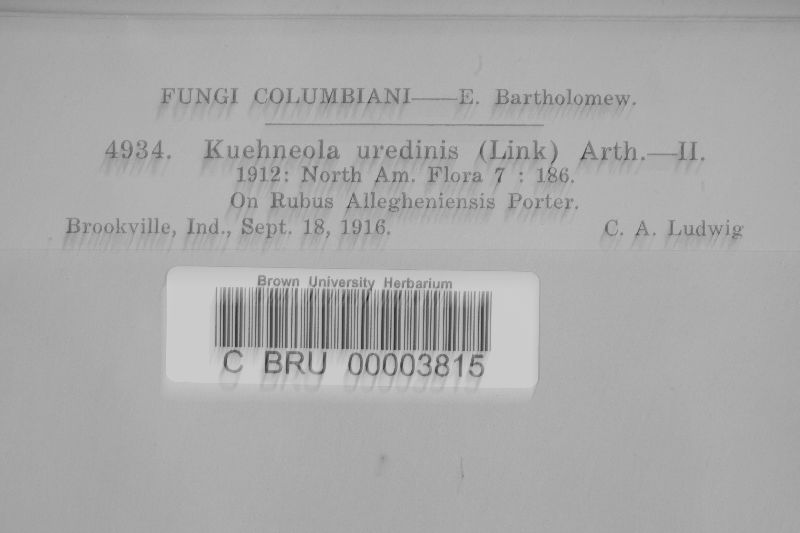 FUNGI COLUMBIANI——E. Bartholomew.
4934. Kuehneola uredinis (Link) Arth.—II.
1912: North Am. Flora 7 : 186.
On Rubus Allegheniensis Porter.
Brookville, Ind., Sept. 18, 1916. C. A. Ludwig
Brown University Herbarium
C BRU 00003815